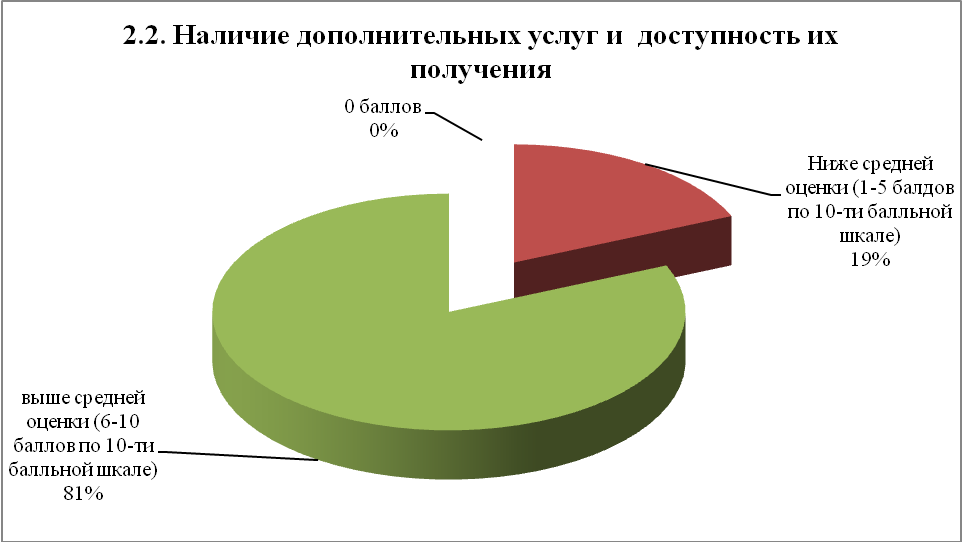 2.2. Наличие дополнительных услуг и  доступность их
получения
0 баллов
0%
Ниже средней
оценки (1-5 балдов
по 10-ти балльной
шкале)
19%
выше средней
оценки (6-10
баллов по 10-ти
балльной шкале)
81%